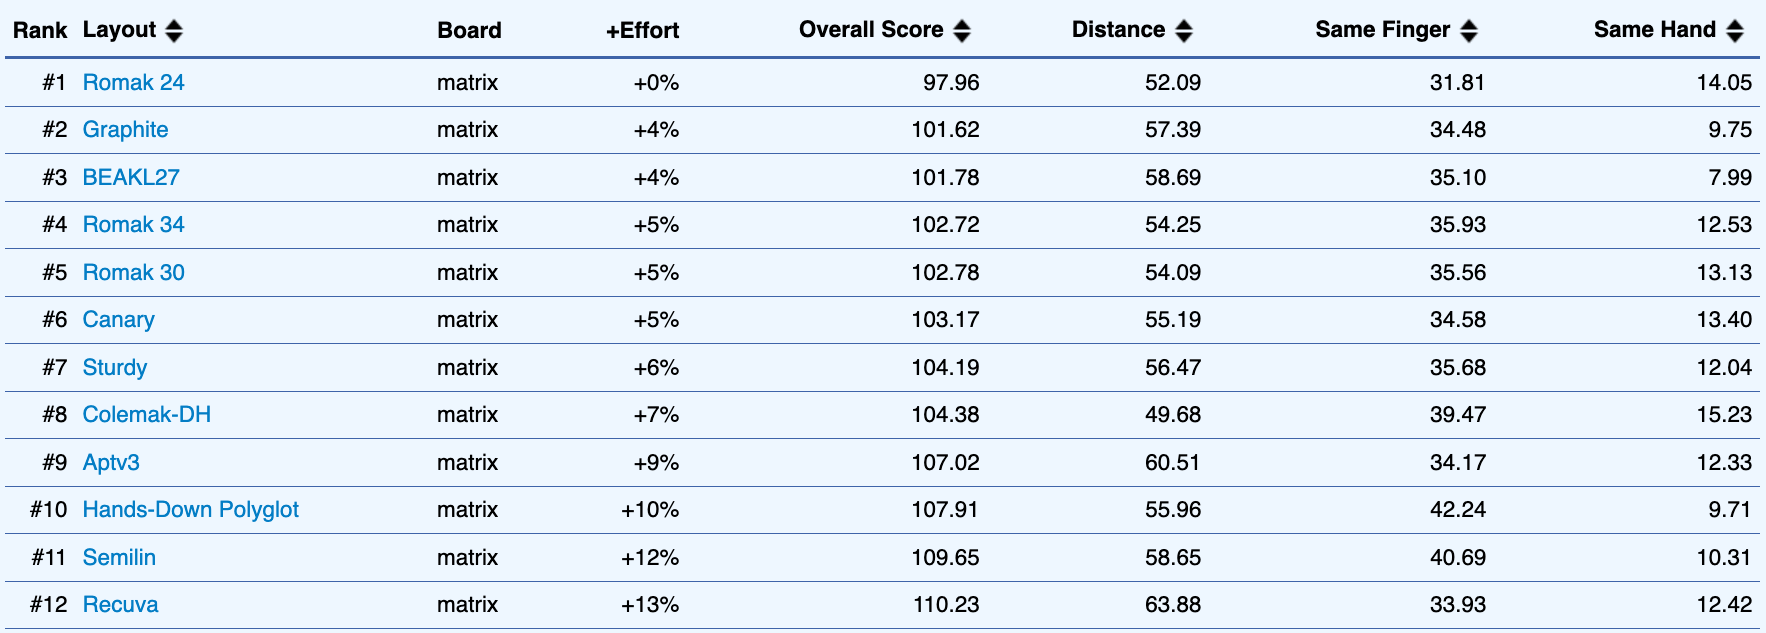 Rank Layout Board +Effort Overall Score Distance Same Finger Same Hand
#1 Romak 24 matrix +0% 97.96 52.09 31.81 14.05
#2 Graphite matrix +4% 101.62 57.39 34.48 9.75
#3 BEAKL27 matrix +4% 101.78 58.69 35.10 7.99
#4 Romak 34 matrix +5% 102.72 54.25 35.93 12.53
#5 Romak 30 matrix +5% 102.78 54.09 35.56 13.13
#6 Canary matrix +5% 103.17 55.19 34.58 13.40
#7 Sturdy matrix +6% 104.19 56.47 35.68 12.04
#8 Colemak-DH matrix +7% 104.38 49.68 39.47 15.23
#9 Aptv3 matrix +9% 107.02 60.51 34.17 12.33
#10 Hands-Down Polyglot matrix +10% 107.91 55.96 42.24 9.71
#11 Semilin matrix +12% 109.65 58.65 40.69 10.31
#12 Recuva matrix +13% 110.23 63.88 33.93 12.42